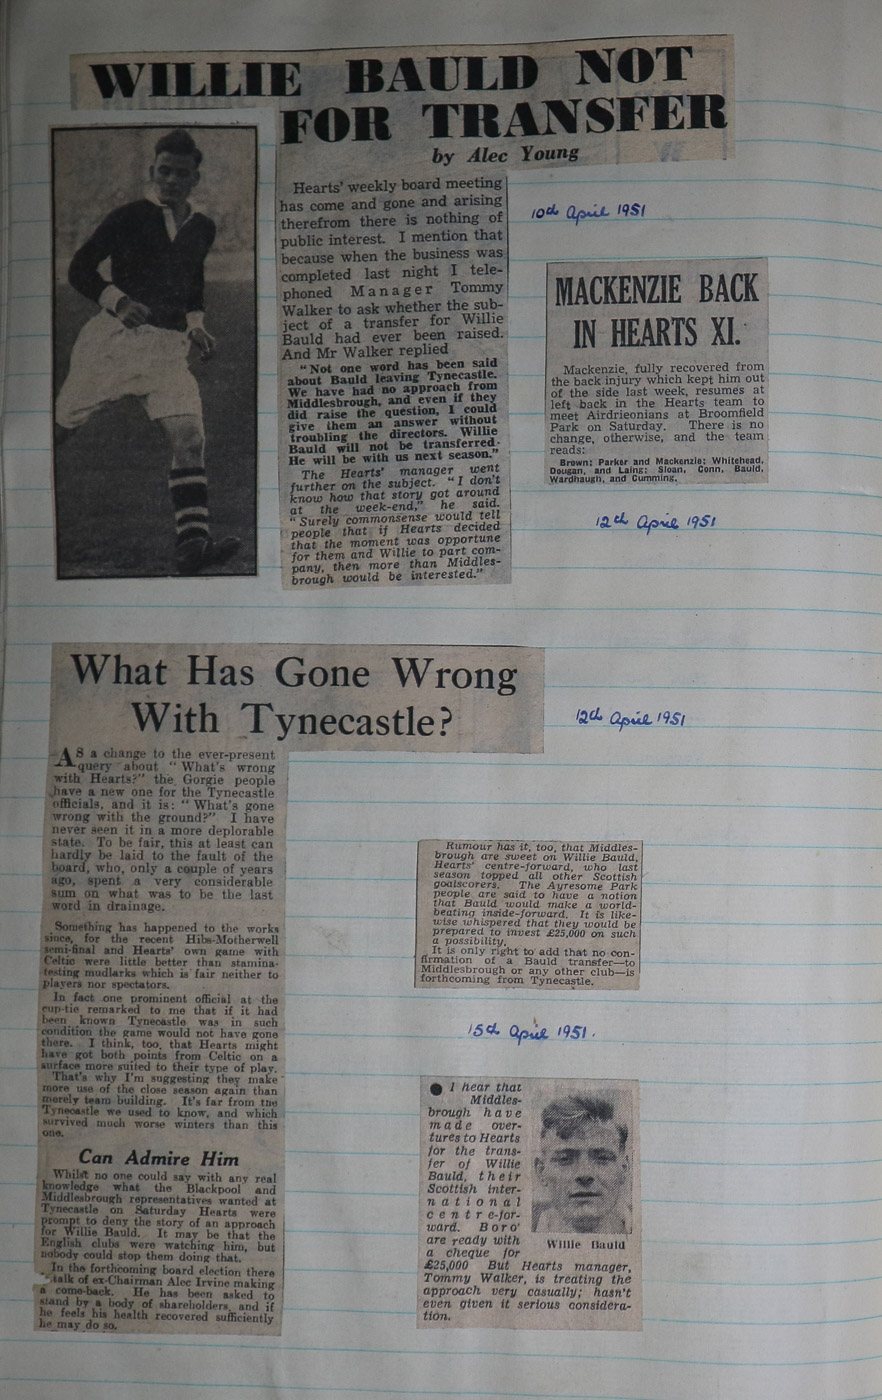 WILLIE BAULD NOT
FOR TRANSFER
by Alec Young
Hearts' weekly board meeting
has come and gone and arising
therefrom there is nothing of
public interest. I mention that
because when the business was
completed last night I tele-
phoned Manager Tommy
Walker to ask whether the sub-
ject of a transfer for Willie
Bauld had ever been raised.
And Mr Walker replied
"Not one word has been said
about Bauld leaving Tynecastle.
We have had no approach from
Middlesbrough, and even if they
did raise the question, I could
give them an answer without
troubling the directors. Willie
Bauld will not be transferred.
He will be with us next season."
The Hearts' manager went
further on the subject. "I don't
know how that story got around
at the week-end," he said.
"Surely commonsense would tell
people that if Hearts decided
that the moment was opportune
for them and Willie to part com-
pany, then more than Middles-
brough would be interested."
10th April 1951
MACKENZIE BACK
IN HEARTS XI.
Mackenzie, fully recovered from
the back injury which kept him out
of the side last week, resumes at
left back in the Hearts team to
meet Airdrieonians at Broomfield
Park on Saturday. There is no
change, otherwise, and the team
reads:
Brown; Parker and Mackenzie; Whitehead,
Dougan, and Laing; Sloan, Conn, Bauld,
Wardhaugh, and Cumming.
12th April 1951
What Has Gone Wrong
With Tynecastle?
12th April 1951
AS a change to the ever-present
query about "What's wrong
with Hearts?" the Gorgie people
have a new one for the Tynecastle
officials, and it is: "What's gone
wrong with the ground?" I have
never seen it in a more deplorable
state. To be fair, this at least can
hardly be laid to the fault of the
board, who, only a couple of years
ago, spent a very considerable
sum on what was to be the last
word in drainage.
Something has happened to the works
since, for the recent Hibs-Motherwell
semi-final and Hearts' own game with
Celtic were little better than stamina-
testing mudlarks which is fair neither to
players nor spectators.
In fact one prominent official at the
cup-tie remarked to me that if it had
been known Tynecastle was in such
condition the game would not have gone
there. I think, too, that Hearts might
have got both points from Celtic on a
surface more suited to their type of play.
That's why I'm suggesting they make
more use of the close season again than
merely team building. It's far from the
Tynecastle we used to know, and which
survived much worse winters than this
one.
Can Admire Him
Whilst no one could say with any real
knowledge what the Blackpool and
Middlesbrough representatives wanted at
Tynecastle on Saturday Hearts were
prompt to deny the story of an approach
for Willie Bauld. It may be that the
English clubs were watching him, but
nobody could stop them doing that.
In the forthcoming board election there
talk of ex-Chairman Alec Irvine making
a come-back. He has been asked to
stand by a body of shareholders, and if
he feels his health recovered sufficiently
he may do so.
Rumour has it, too, that Middles-
brough are sweet on Willie Bauld,
Hearts' centre-forward, who last
season topped all other Scottish
goalscorers. The Ayresome Park
people are said to have a notion
that Bauld would make a world-
beating inside-forward. It is like-
wise whispered that they would be
prepared to invest £25,000 on such
a possibility.
It is only right to add that no con-
firmation of a Bauld transfer—to
Middlesbrough or any other club—is
forthcoming from Tynecastle.
15th April 1951.
● I hear that
Middles-
brough have
made over-
tures to Hearts
for the trans-
fer of Willie
Bauld, their
Scottish inter-
national
centre-for-
ward. Boro'
are ready with
a cheque for
£25,000 But Hearts manager,
Tommy Walker, is treating the
approach very casually; hasn't
even given it serious considera-
tion.
Willie Bauld